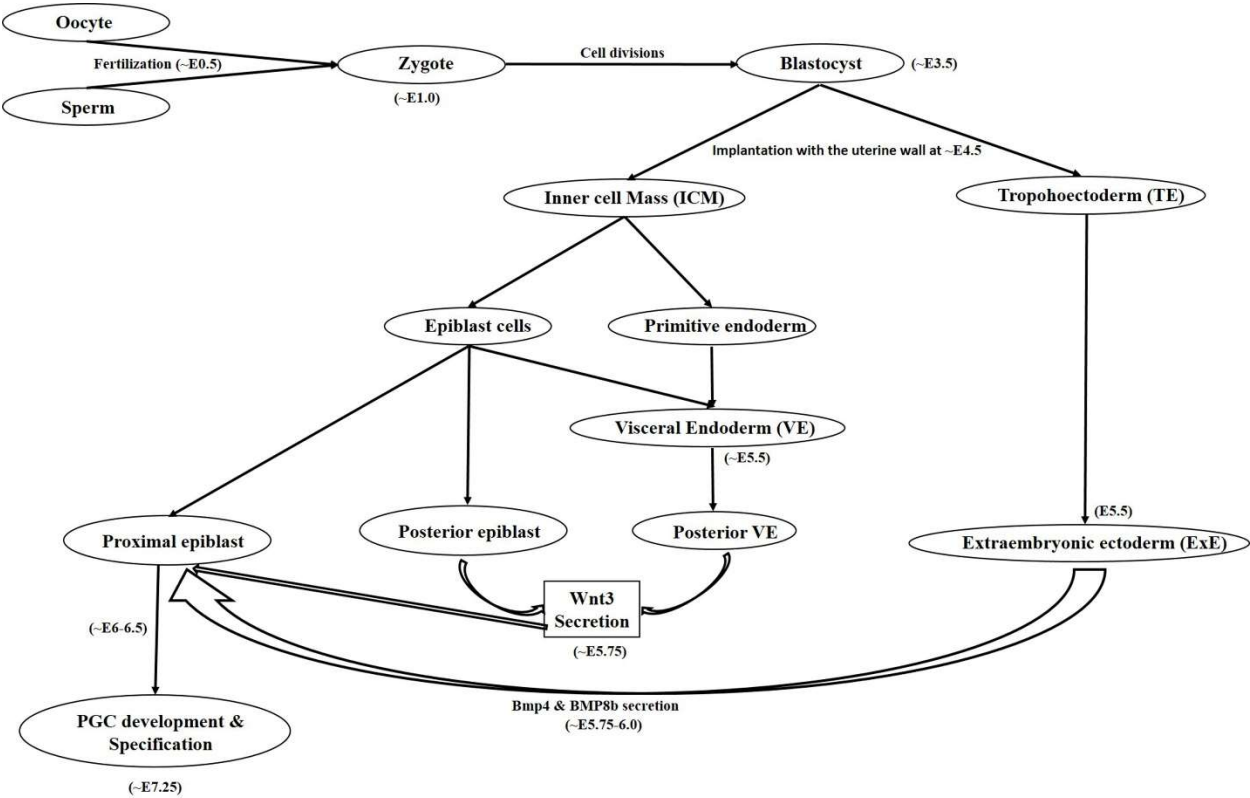 Oocyte
Fertilization (~E0.5)
Sperm
Zygote
(~E1.0)
Cell divisions
Blastocyst
(~E3.5)
Implantation with the uterine wall at ~E4.5
Inner cell Mass (ICM)
Tropohoectoderm (TE)
Epiblast cells
Primitive endoderm
Visceral Endoderm (VE)
(~E5.5)
Proximal epiblast
Posterior epiblast
Posterior VE
(E5.5)
Extraembryonic ectoderm (ExE)
Wnt3
Secretion
(~E5.75)
(~E6-6.5)
Bmp4 & BMP8b secretion
(~E5.75-6.0)
PGC development &
Specification
(~E7.25)